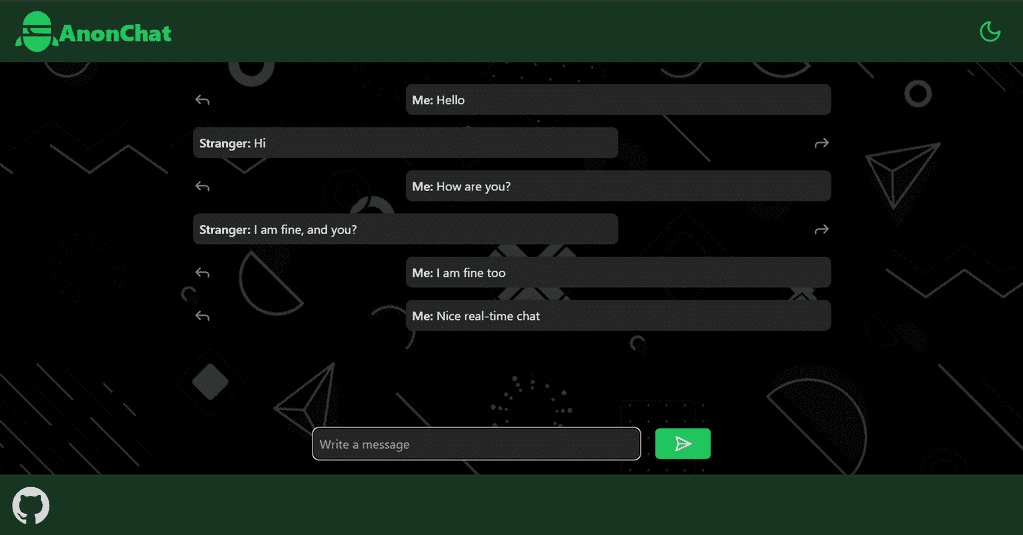 AnonChat
Me: Hello
Stranger: Hi
Me: How are you?
Stranger: I am fine, and you?
Me: I am fine too
Me: Nice real-time chat
Write a message